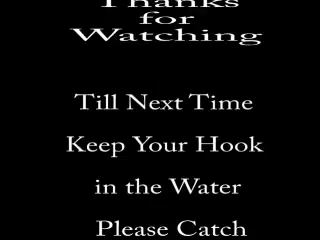 Thanks
for
Watching
Till Next Time
Keep Your Hook
in the Water
Please Catch